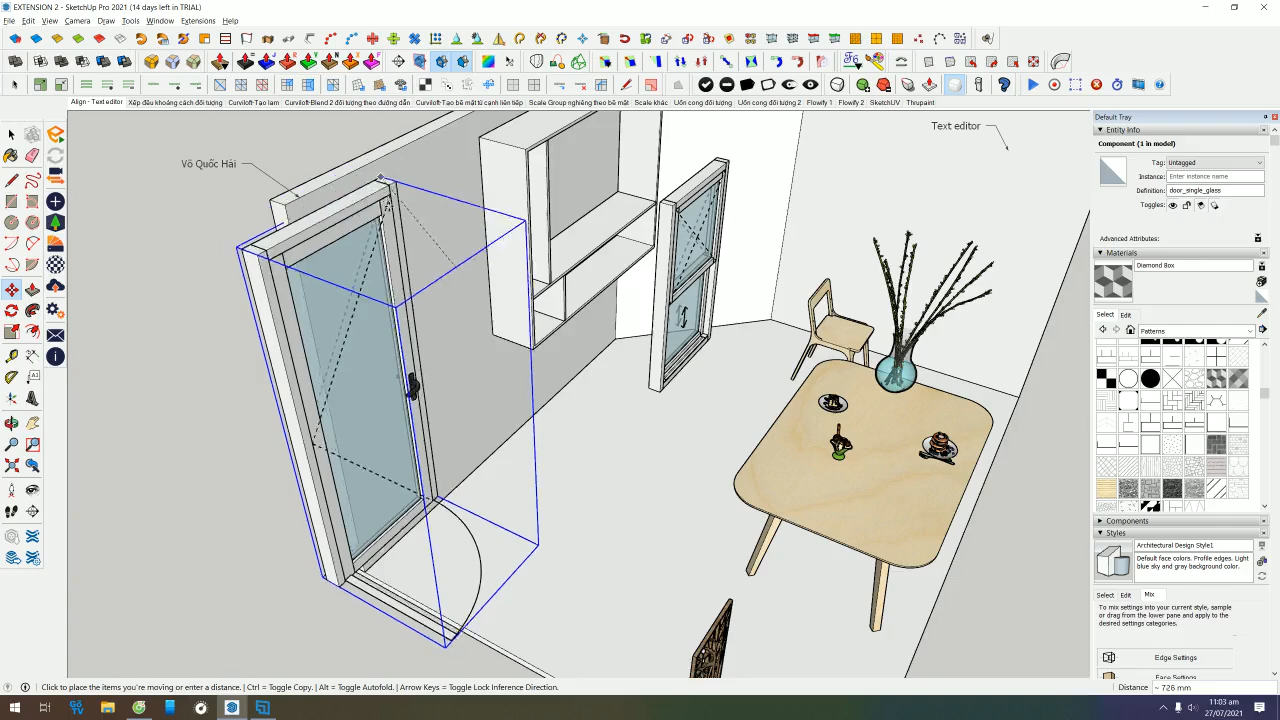 EXTENSION 2 - SketchUp Pro 2021 (14 days left in TRIAL)
File Edit View Camera Draw Tools Window Extensions Help
Align - Text editor Xếp đều khoảng cách đối tượng Curviloft-Tạo lam Curviloft-Blend 2 đối tượng theo đường dẫn Curviloft-Tạo bề mặt từ cạnh liên tiếp Scale Group nghiêng theo bề mặt Scale khác Uốn cong đối tượng Uốn cong đối tượng 2 Flowify 1 Flowify 2 SketchUV Thrupaint
Text editor
Võ Quốc Hải
Default Tray
Entity Info
Component (1 in model)
Tag: Untagged
Instance: Enter instance name
Definition: door_single_glass
Toggles:
Advanced Attributes:
Materials
Diamond Box
Select Edit
Patterns
Components
Styles
Architectural Design Style1
Default face colors. Profile edges. Light
blue sky and gray background color.
Select Edit Mix
To mix settings into your current style, sample
or drag from the lower pane and apply to the
desired settings categories.
Edge Settings
Face Settings
Click to place the items you're moving or enter a distance. | Ctrl = Toggle Copy. | Alt = Toggle Autofold. | Arrow Keys = Toggle Lock Inference Direction.
Distance ~ 726 mm
11:03 am
27/07/2021